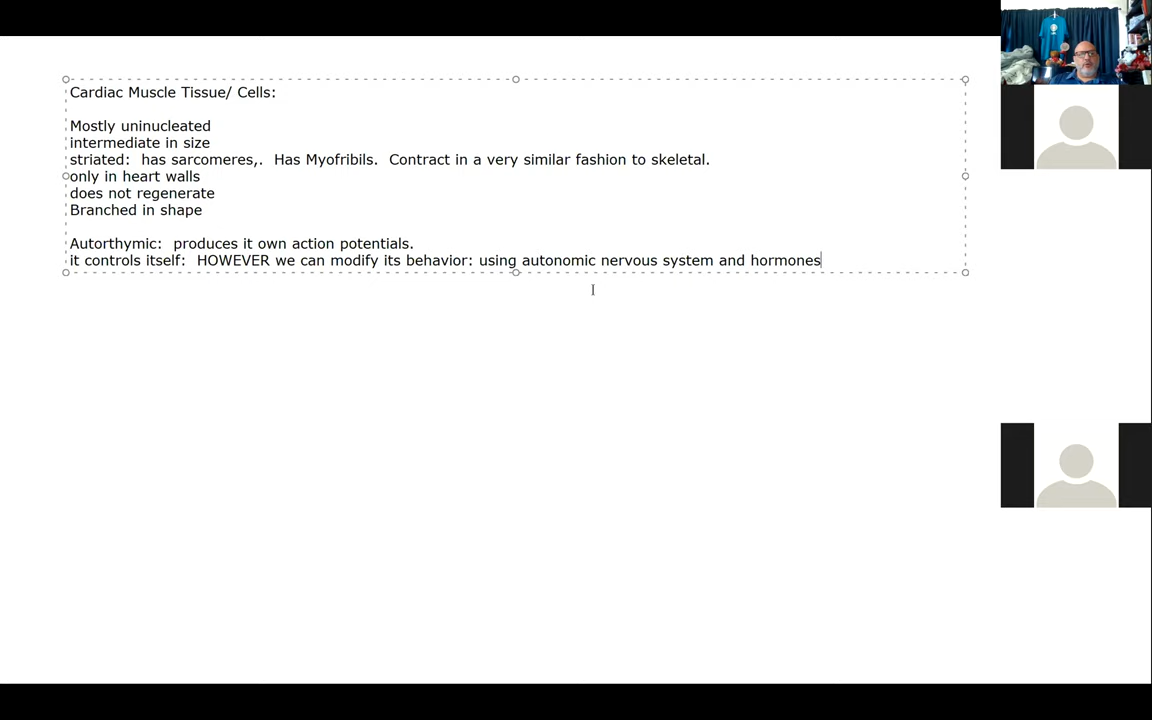 Cardiac Muscle Tissue/ Cells:
Mostly uninucleated
intermediate in size
striated:  has sarcomeres,.  Has Myofribils.  Contract in a very similar fashion to skeletal.
only in heart walls
does not regenerate
Branched in shape
Autorthymic:  produces it own action potentials.
it controls itself:  HOWEVER we can modify its behavior: using autonomic nervous system and hormones